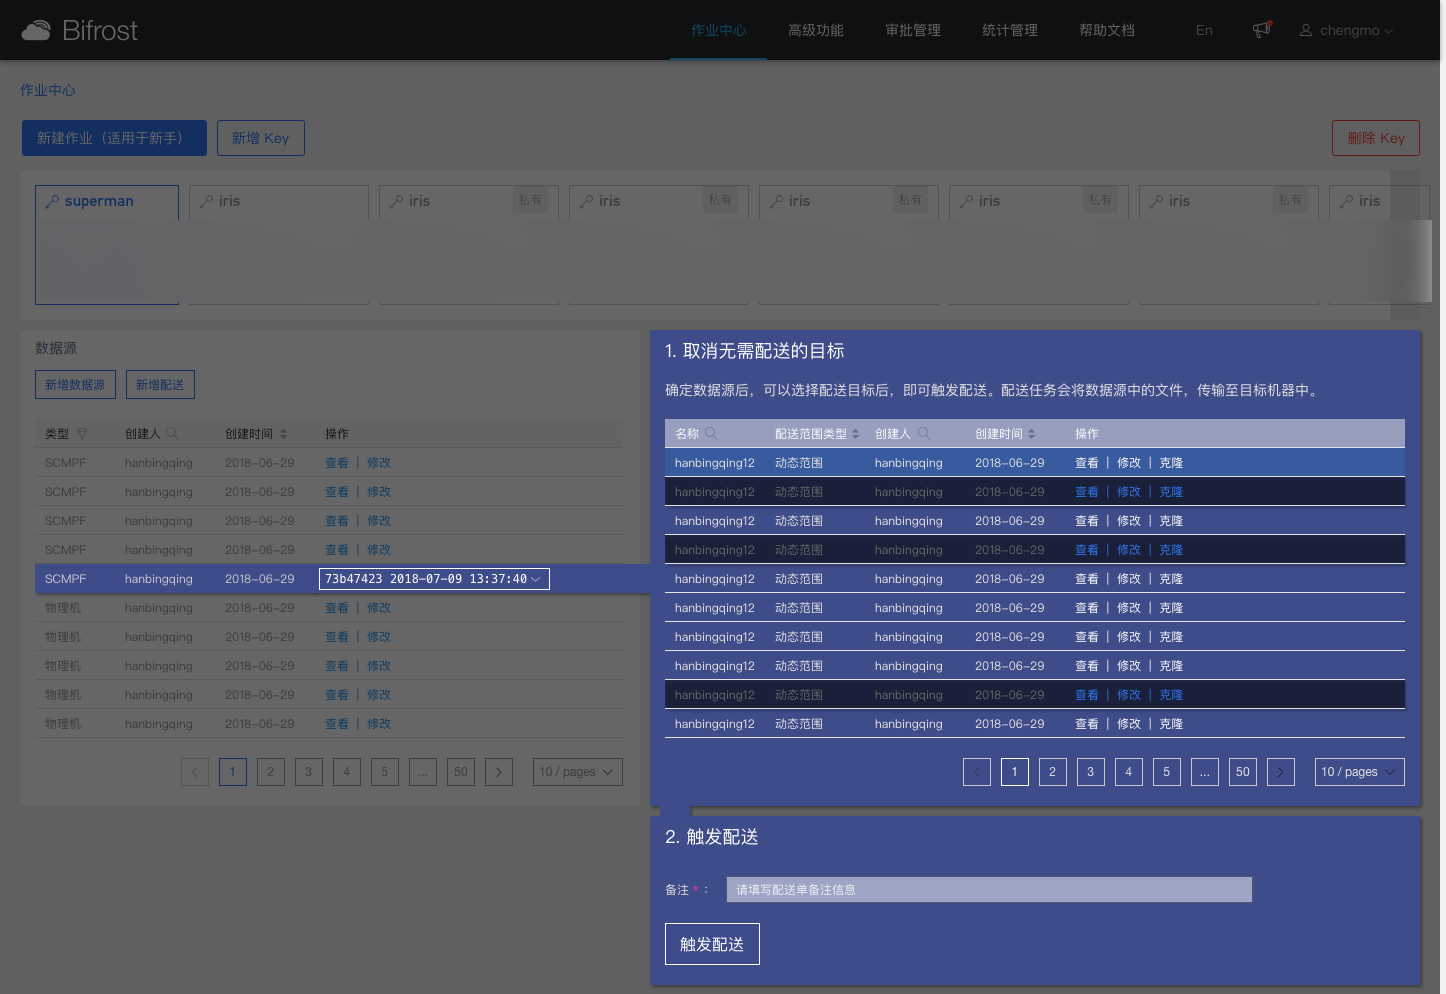 Bifrost 作业中心 高级功能 审批管理 统计管理 帮助文档 En chengmo
作业中心
新建作业（适用于新手） 新增 Key 删除 Key
superman iris iris 私有 iris 私有 iris 私有 iris 私有 iris 私有 iris
数据源
新增数据源 新增配送
类型 创建人 创建时间 操作
SCMPF hanbingqing 2018-06-29 查看 | 修改
SCMPF hanbingqing 2018-06-29 查看 | 修改
SCMPF hanbingqing 2018-06-29 查看 | 修改
SCMPF hanbingqing 2018-06-29 查看 | 修改
SCMPF hanbingqing 2018-06-29 73b47423 2018-07-09 13:37:40
物理机 hanbingqing 2018-06-29 查看 | 修改
物理机 hanbingqing 2018-06-29 查看 | 修改
物理机 hanbingqing 2018-06-29 查看 | 修改
物理机 hanbingqing 2018-06-29 查看 | 修改
物理机 hanbingqing 2018-06-29 查看 | 修改
< 1 2 3 4 5 ... 50 > 10 / pages
1. 取消无需配送的目标
确定数据源后，可以选择配送目标后，即可触发配送。配送任务会将数据源中的文件，传输至目标机器中。
名称 配送范围类型 创建人 创建时间 操作
hanbingqing12 动态范围 hanbingqing 2018-06-29 查看 | 修改 | 克隆
hanbingqing12 动态范围 hanbingqing 2018-06-29 查看 | 修改 | 克隆
hanbingqing12 动态范围 hanbingqing 2018-06-29 查看 | 修改 | 克隆
hanbingqing12 动态范围 hanbingqing 2018-06-29 查看 | 修改 | 克隆
hanbingqing12 动态范围 hanbingqing 2018-06-29 查看 | 修改 | 克隆
hanbingqing12 动态范围 hanbingqing 2018-06-29 查看 | 修改 | 克隆
hanbingqing12 动态范围 hanbingqing 2018-06-29 查看 | 修改 | 克隆
hanbingqing12 动态范围 hanbingqing 2018-06-29 查看 | 修改 | 克隆
hanbingqing12 动态范围 hanbingqing 2018-06-29 查看 | 修改 | 克隆
hanbingqing12 动态范围 hanbingqing 2018-06-29 查看 | 修改 | 克隆
< 1 2 3 4 5 ... 50 > 10 / pages
2. 触发配送
备注 * ： 请填写配送单备注信息
触发配送